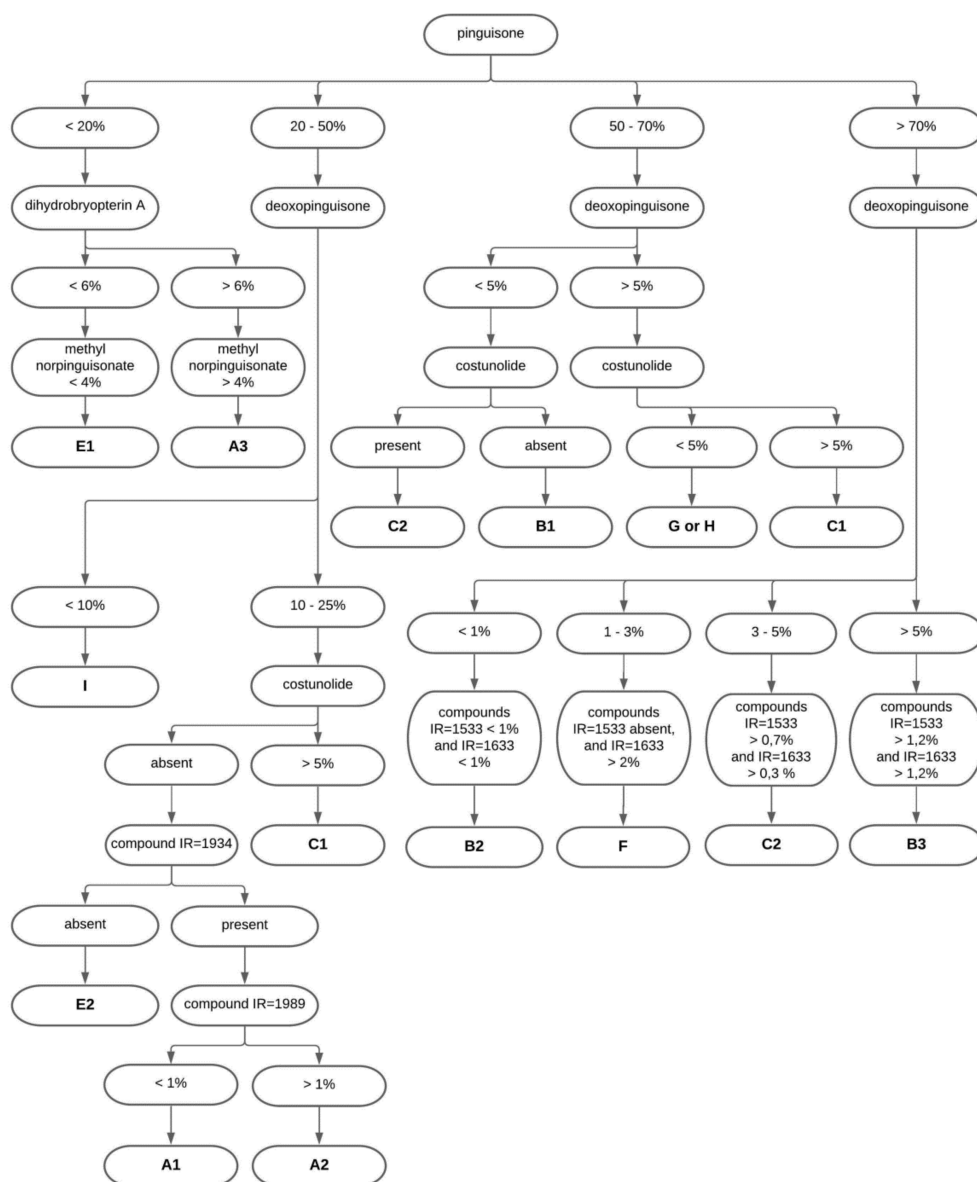 pinguisone
< 20%
20 - 50%
50 - 70%
> 70%
dihydrobryopterin A
deoxopinguisone
deoxopinguisone
deoxopinguisone
< 6%
> 6%
< 5%
> 5%
methyl
norpinguisonate
< 4%
methyl
norpinguisonate
> 4%
costunolide
costunolide
E1
A3
present
absent
< 5%
> 5%
C2
B1
G or H
C1
< 10%
10 - 25%
< 1%
1 - 3%
3 - 5%
> 5%
I
costunolide
compounds
IR=1533 < 1%
and IR=1633
< 1%
compounds
IR=1533 absent,
and IR=1633
> 2%
compounds
IR=1533
> 0,7%
and IR=1633
> 0,3 %
compounds
IR=1533
> 1,2%
and IR=1633
> 1,2%
absent
> 5%
compound IR=1934
C1
B2
F
C2
B3
absent
present
E2
compound IR=1989
< 1%
> 1%
A1
A2